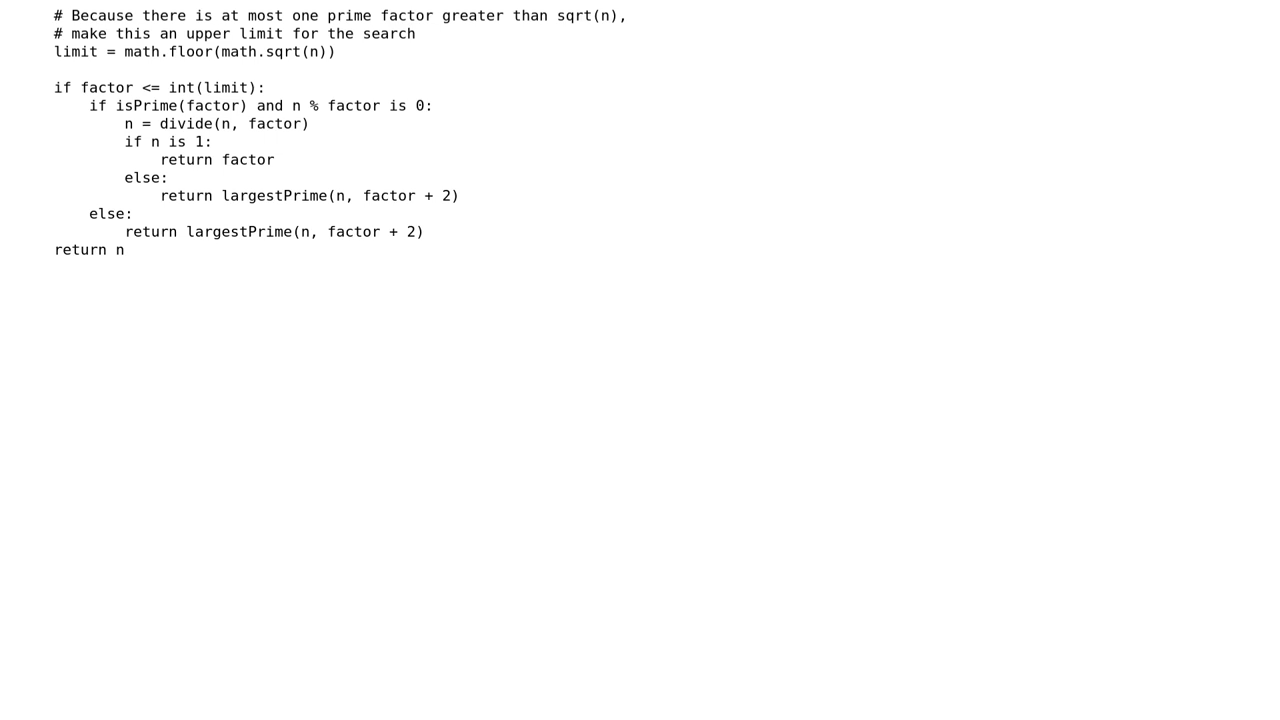 # Because there is at most one prime factor greater than sqrt(n),
# make this an upper limit for the search
limit = math.floor(math.sqrt(n))

if factor <= int(limit):
    if isPrime(factor) and n % factor is 0:
        n = divide(n, factor)
        if n is 1:
            return factor
        else:
            return largestPrime(n, factor + 2)
    else:
        return largestPrime(n, factor + 2)
return n